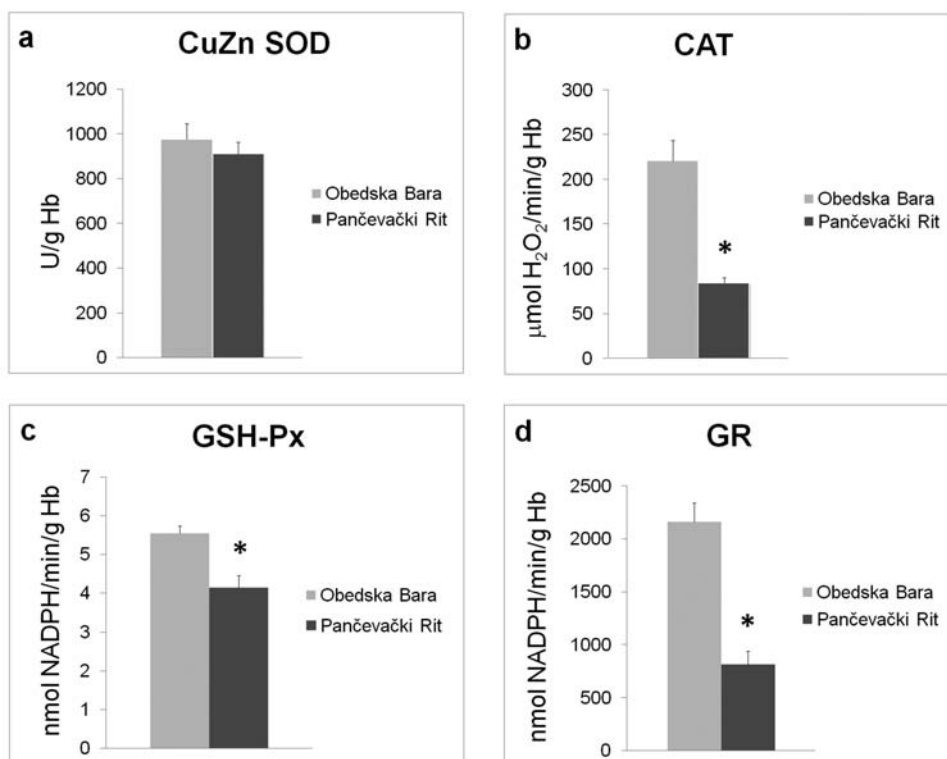 a
CuZn SOD
1200
1000
800
600
400
200
0
U/g Hb
Obedska Bara
Pančevački Rit
b
CAT
300
250
200
150
100
50
0
μmol H₂O₂/min/g Hb
*
Obedska Bara
Pančevački Rit
c
GSH-Px
7
6
5
4
3
2
1
0
nmol NADPH/min/g Hb
*
Obedska Bara
Pančevački Rit
d
GR
2500
2000
1500
1000
500
0
nmol NADPH/min/g Hb
*
Obedska Bara
Pančevački Rit